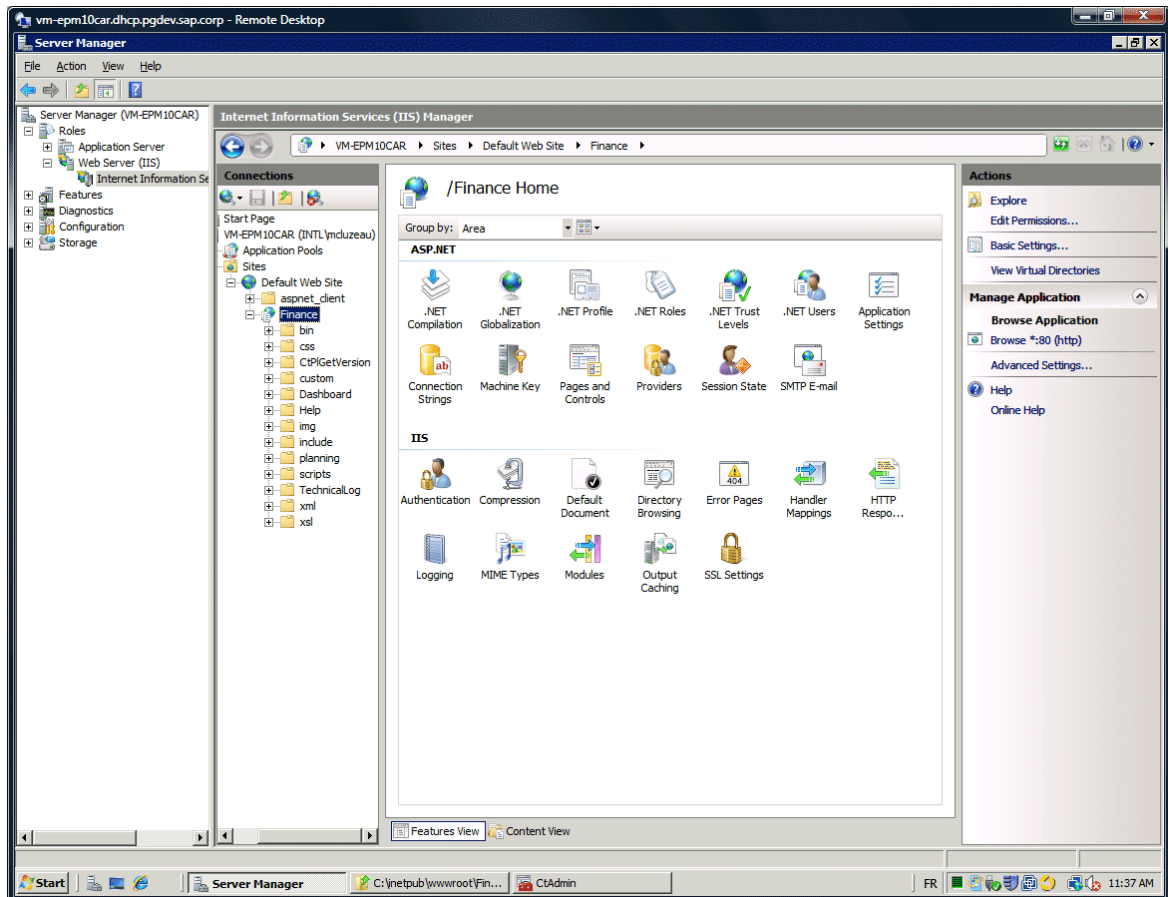 vm-epm10car.dhcp.pgdev.sap.corp - Remote Desktop
Server Manager
File Action View Help
Server Manager (VM-EPM10CAR)
Roles
Application Server
Web Server (IIS)
Internet Information Se
Features
Diagnostics
Configuration
Storage
Internet Information Services (IIS) Manager
VM-EPM10CAR Sites Default Web Site Finance
Connections
Start Page
VM-EPM10CAR (INTL\mcluzeau)
Application Pools
Sites
Default Web Site
aspnet_client
Finance
bin
css
CtPlGetVersion
custom
Dashboard
Help
img
include
planning
scripts
TechnicalLog
xml
xsl
/Finance Home
Group by: Area
ASP.NET
.NET Compilation
.NET Globalization
.NET Profile
.NET Roles
.NET Trust Levels
.NET Users
Application Settings
Connection Strings
ab
Machine Key
Pages and Controls
Providers
Session State
SMTP E-mail
IIS
Authentication
Compression
Default Document
Directory Browsing
404
Error Pages
Handler Mappings
HTTP Respo...
Logging
MIME Types
Modules
Output Caching
SSL Settings
Features View
Content View
Actions
Explore
Edit Permissions...
Basic Settings...
View Virtual Directories
Manage Application
Browse Application
Browse *:80 (http)
Advanced Settings...
Help
Online Help
Start
Server Manager
C:\inetpub\wwwroot\Fin...
CtAdmin
FR
11:37 AM